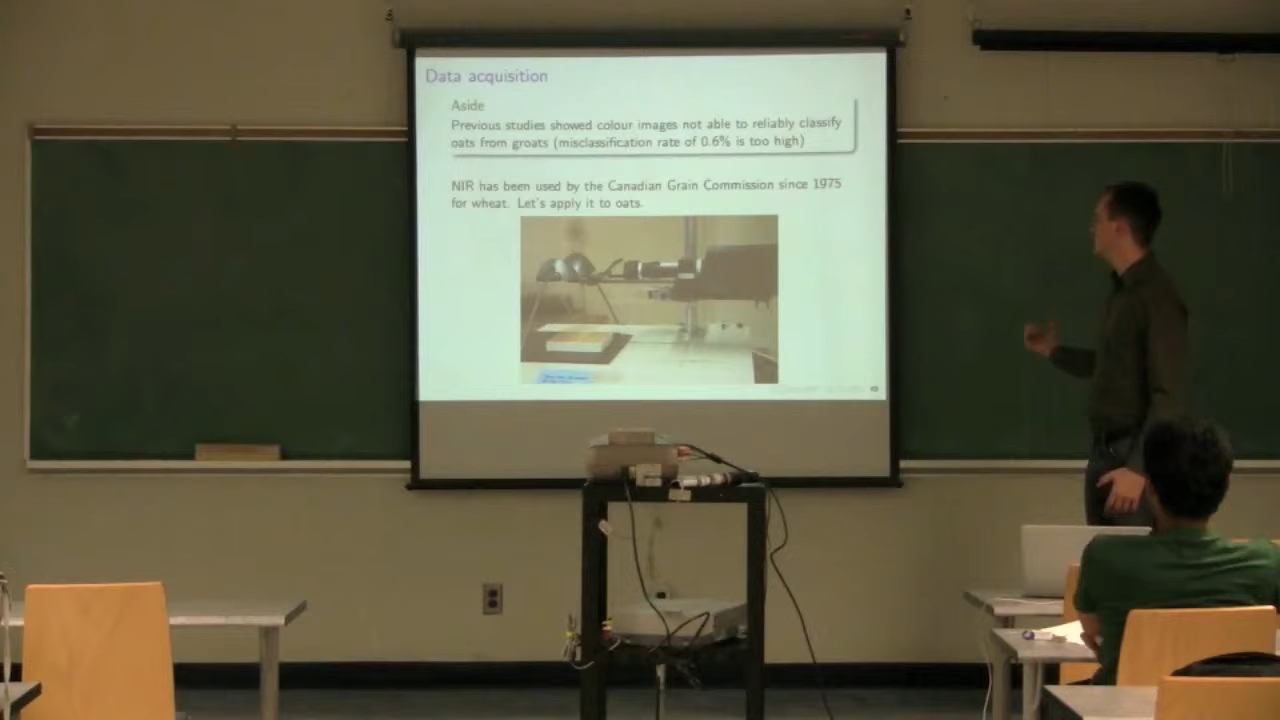 Data acquisition
Aside
Previous studies showed colour images not able to reliably classify
oats from groats (misclassification rate of 0.6% is too high)
NIR has been used by the Canadian Grain Commission since 1975
for wheat. Let's apply it to oats.